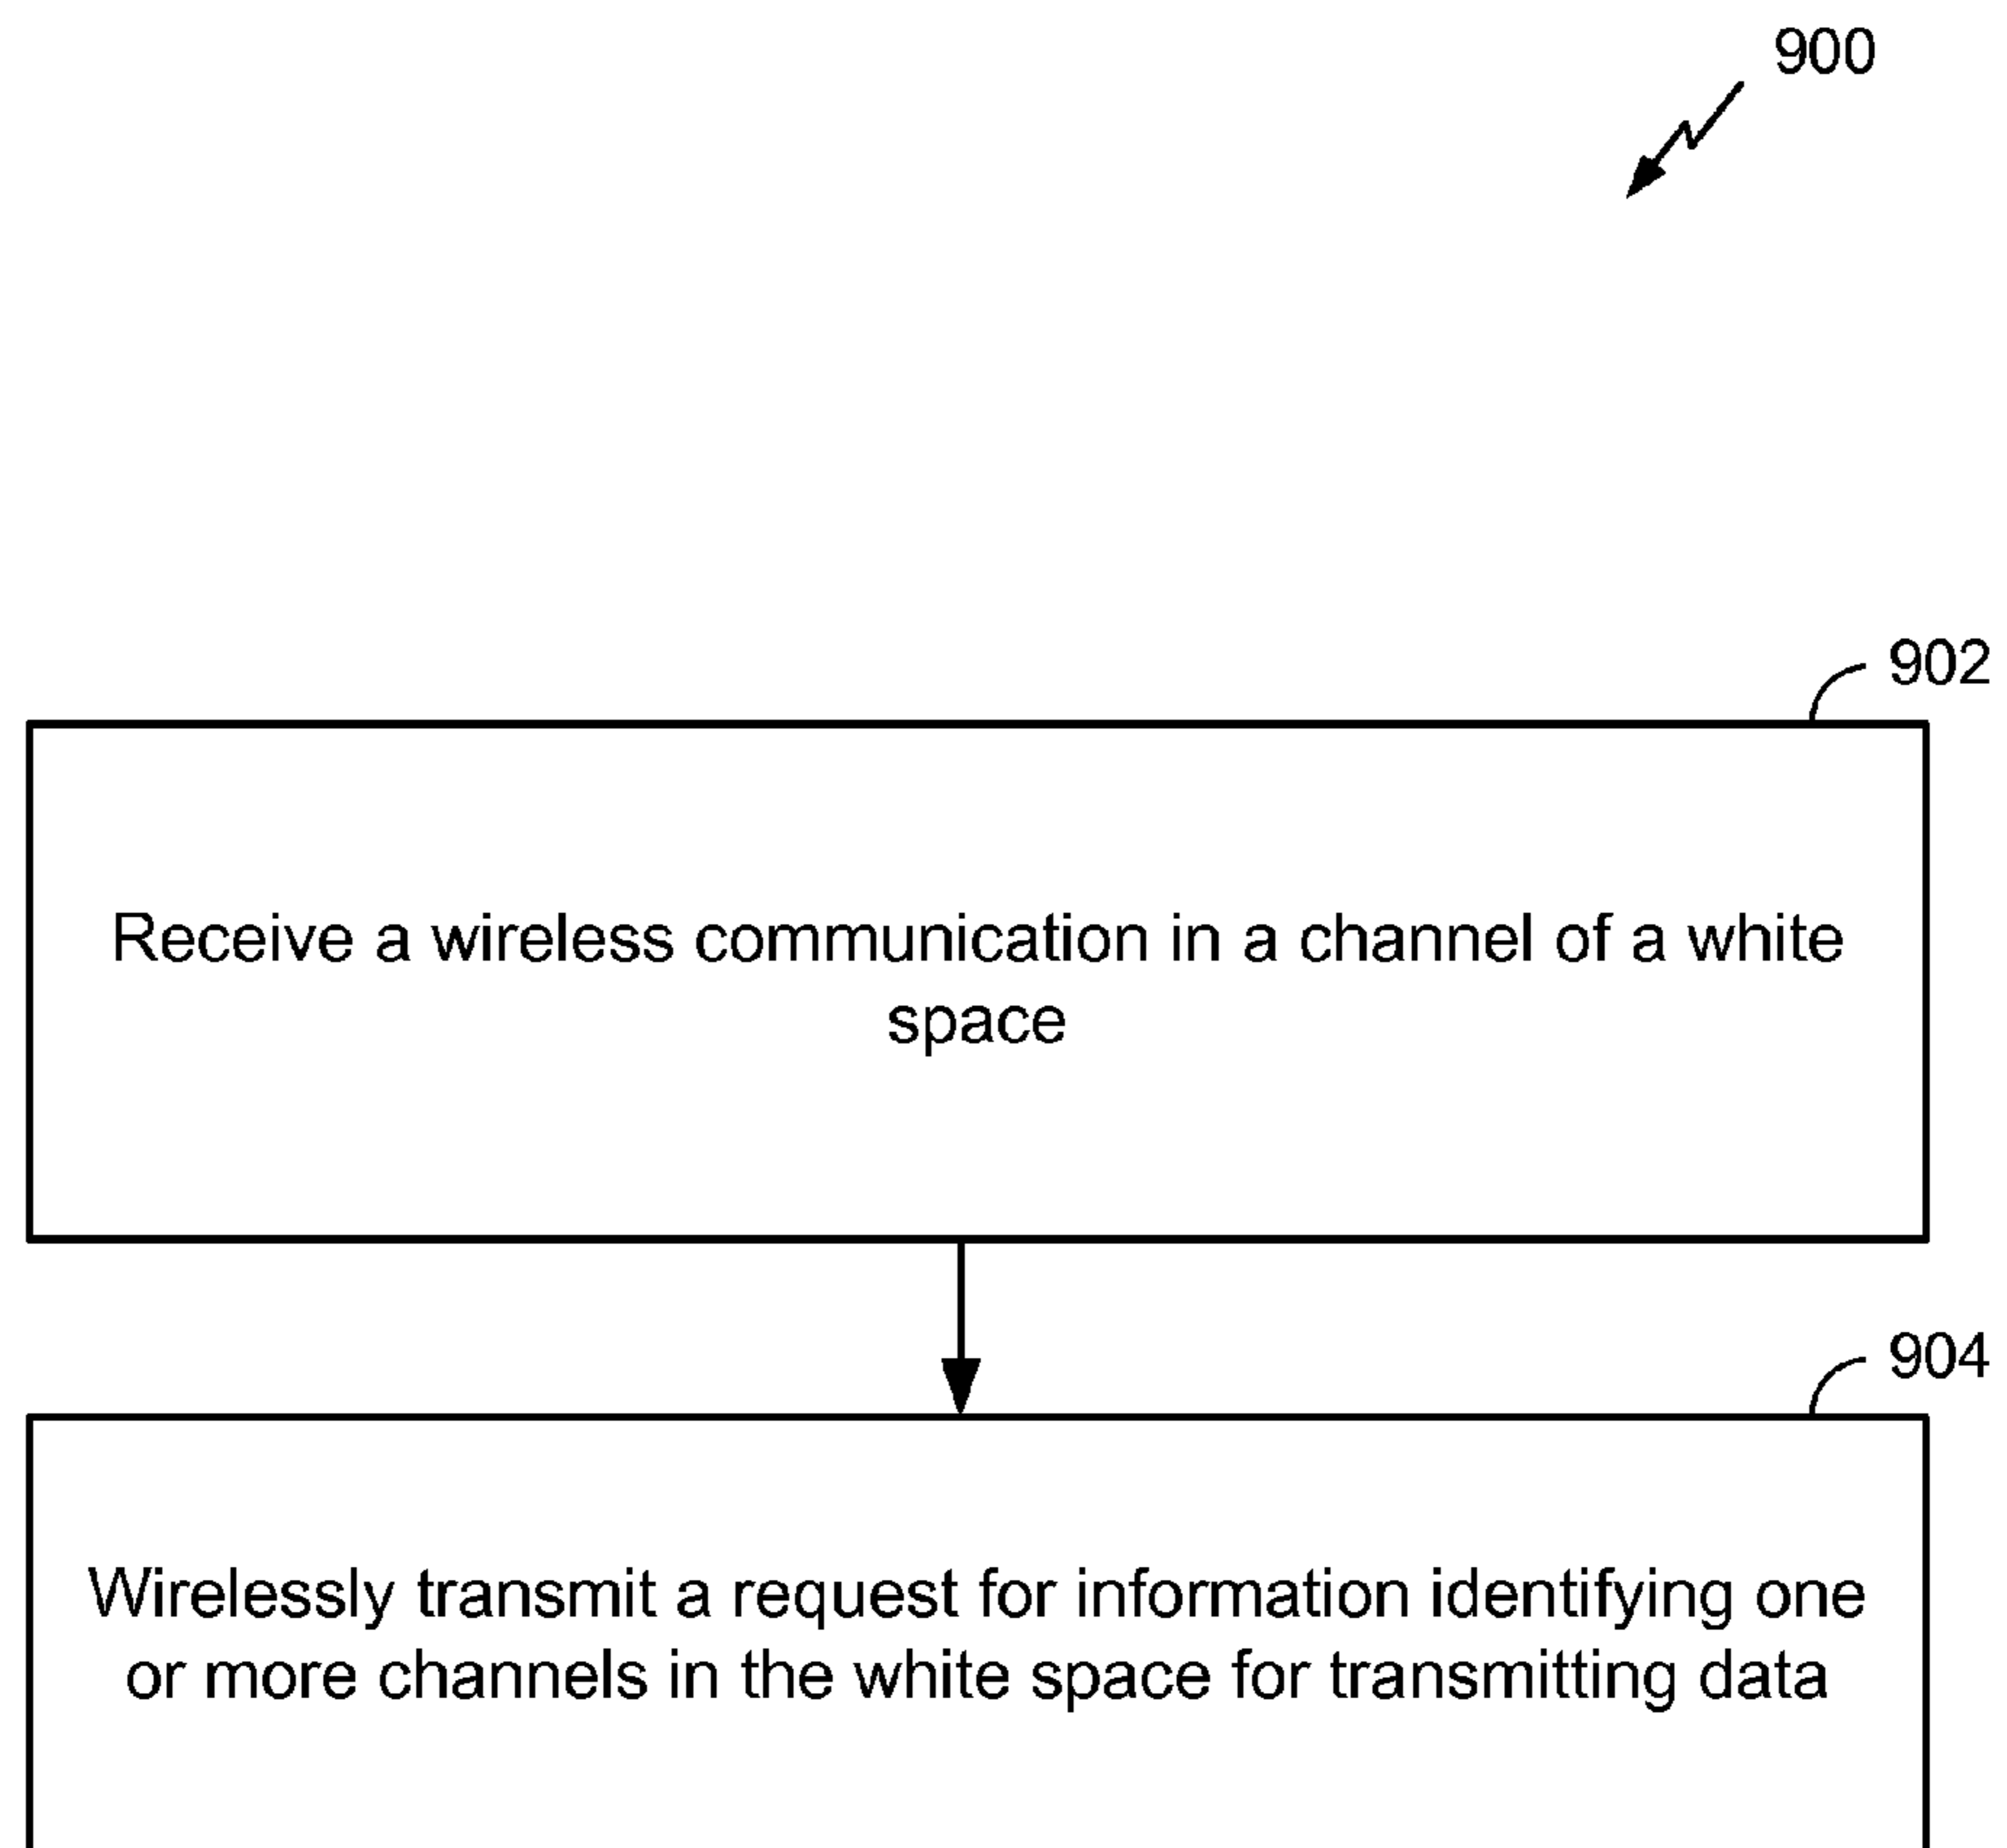 900
902
Receive a wireless communication in a channel of a white
space
904
Wirelessly transmit a request for information identifying one
or more channels in the white space for transmitting data